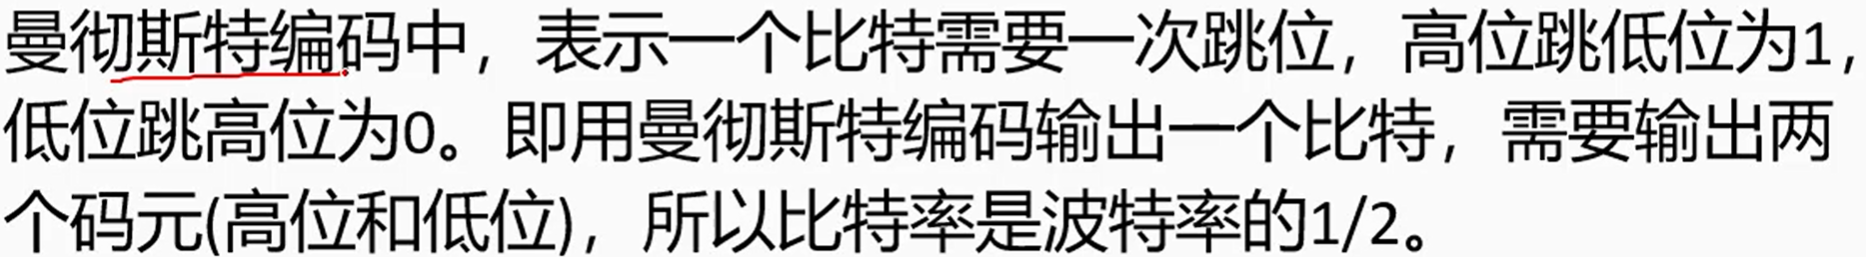 曼彻斯特编码中，表示一个比特需要一次跳位，高位跳低位为1，
低位跳高位为0。即用曼彻斯特编码输出一个比特，需要输出两
个码元(高位和低位)，所以比特率是波特率的1/2。